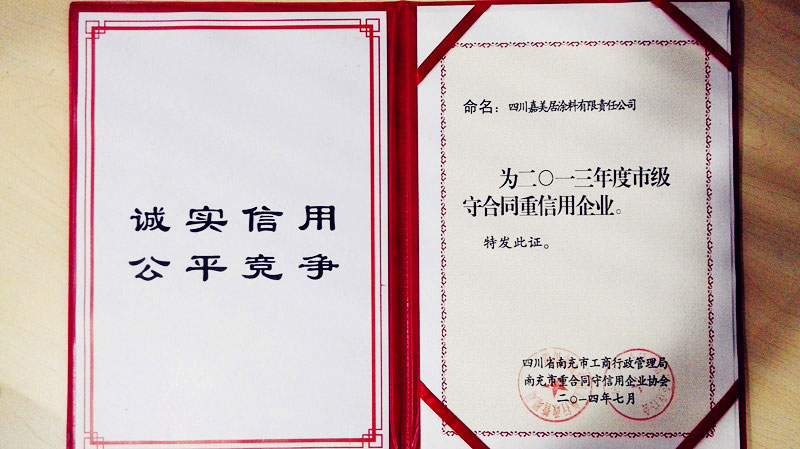 诚实信用
公平竞争
命名：四川嘉美居涂料有限责任公司
为二〇一三年度市级
守合同重信用企业。
特发此证。
四川省南充市工商行政管理局
南充市重合同守信用企业协会
二〇一四年七月